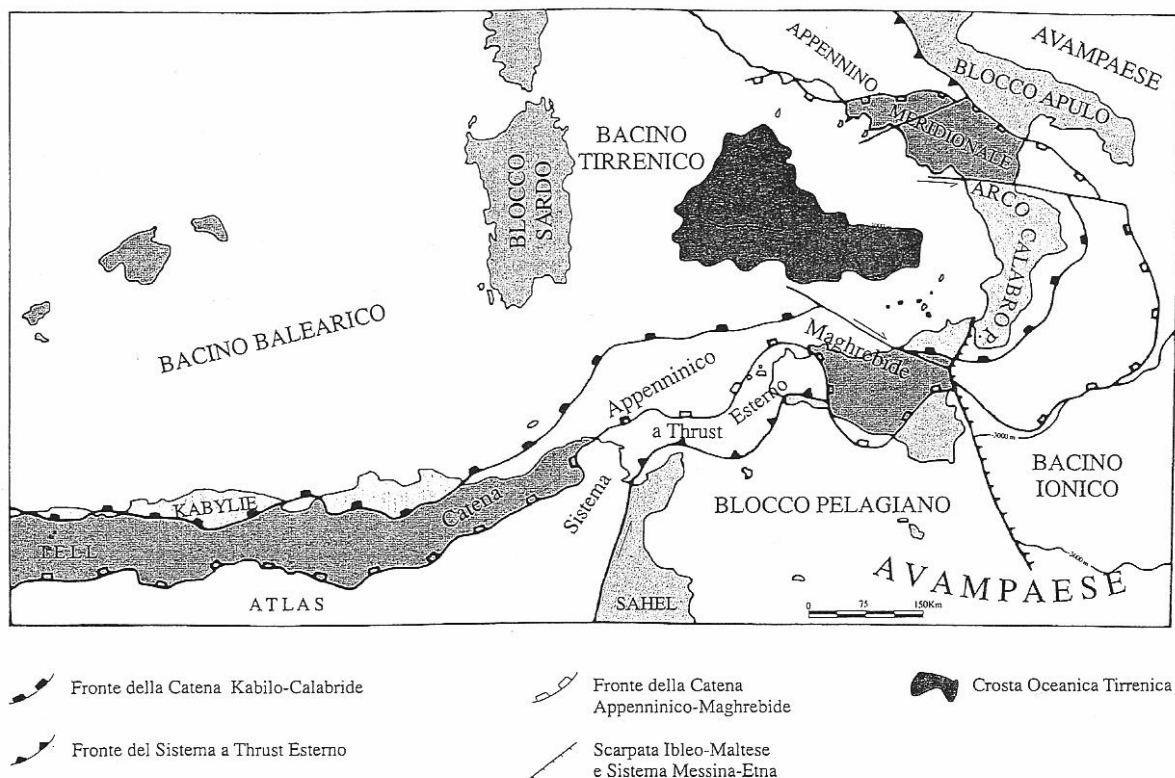 APPENNINO
AVAMPAESE
BLOCCO APULO
MERIDIONALE
BACINO
TIRRENICO
BLOCCO
SARDO
ARCO CALABRO P.
BACINO BALEARICO
Maghrebide
Appenninico
Esterno
a Thrust
Sistema
Catena
KABYLIE
TELL
ATLAS
SAHEL
BLOCCO PELAGIANO
3000 m
BACINO
IONICO
AVAMPAESE
0 75 150Km
Fronte della Catena Kabilo-Calabride
Fronte del Sistema a Thrust Esterno
Fronte della Catena
Appenninico-Maghrebide
Scarpata Ibleo-Maltese
e Sistema Messina-Etna
Crosta Oceanica Tirrenica